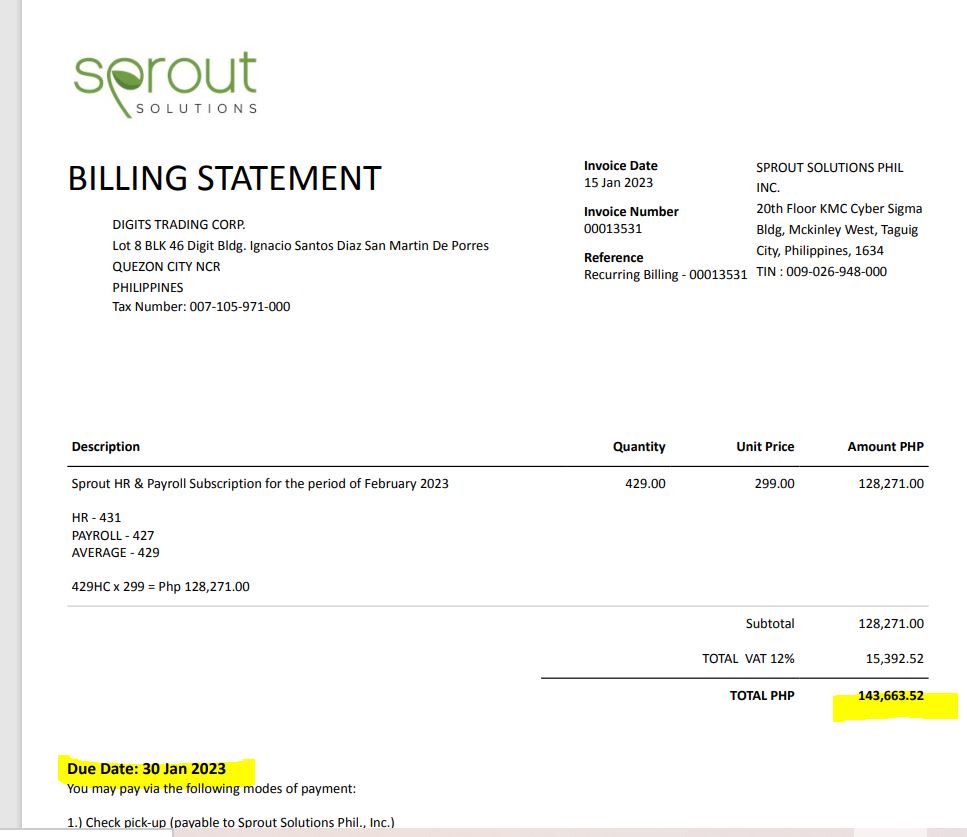 sprout
SOLUTIONS
BILLING STATEMENT
DIGITS TRADING CORP.
Lot 8 BLK 46 Digit Bldg. Ignacio Santos Diaz San Martin De Porres
QUEZON CITY NCR
PHILIPPINES
Tax Number: 007-105-971-000
Invoice Date
15 Jan 2023
Invoice Number
00013531
Reference
Recurring Billing - 00013531
SPROUT SOLUTIONS PHIL
INC.
20th Floor KMC Cyber Sigma
Bldg, Mckinley West, Taguig
City, Philippines, 1634
TIN : 009-026-948-000
Description Quantity Unit Price Amount PHP
Sprout HR & Payroll Subscription for the period of February 2023 429.00 299.00 128,271.00
HR - 431
PAYROLL - 427
AVERAGE - 429
429HC x 299 = Php 128,271.00
Subtotal 128,271.00
TOTAL VAT 12% 15,392.52
TOTAL PHP 143,663.52
Due Date: 30 Jan 2023
You may pay via the following modes of payment:
1.) Check pick-up (payable to Sprout Solutions Phil., Inc.)